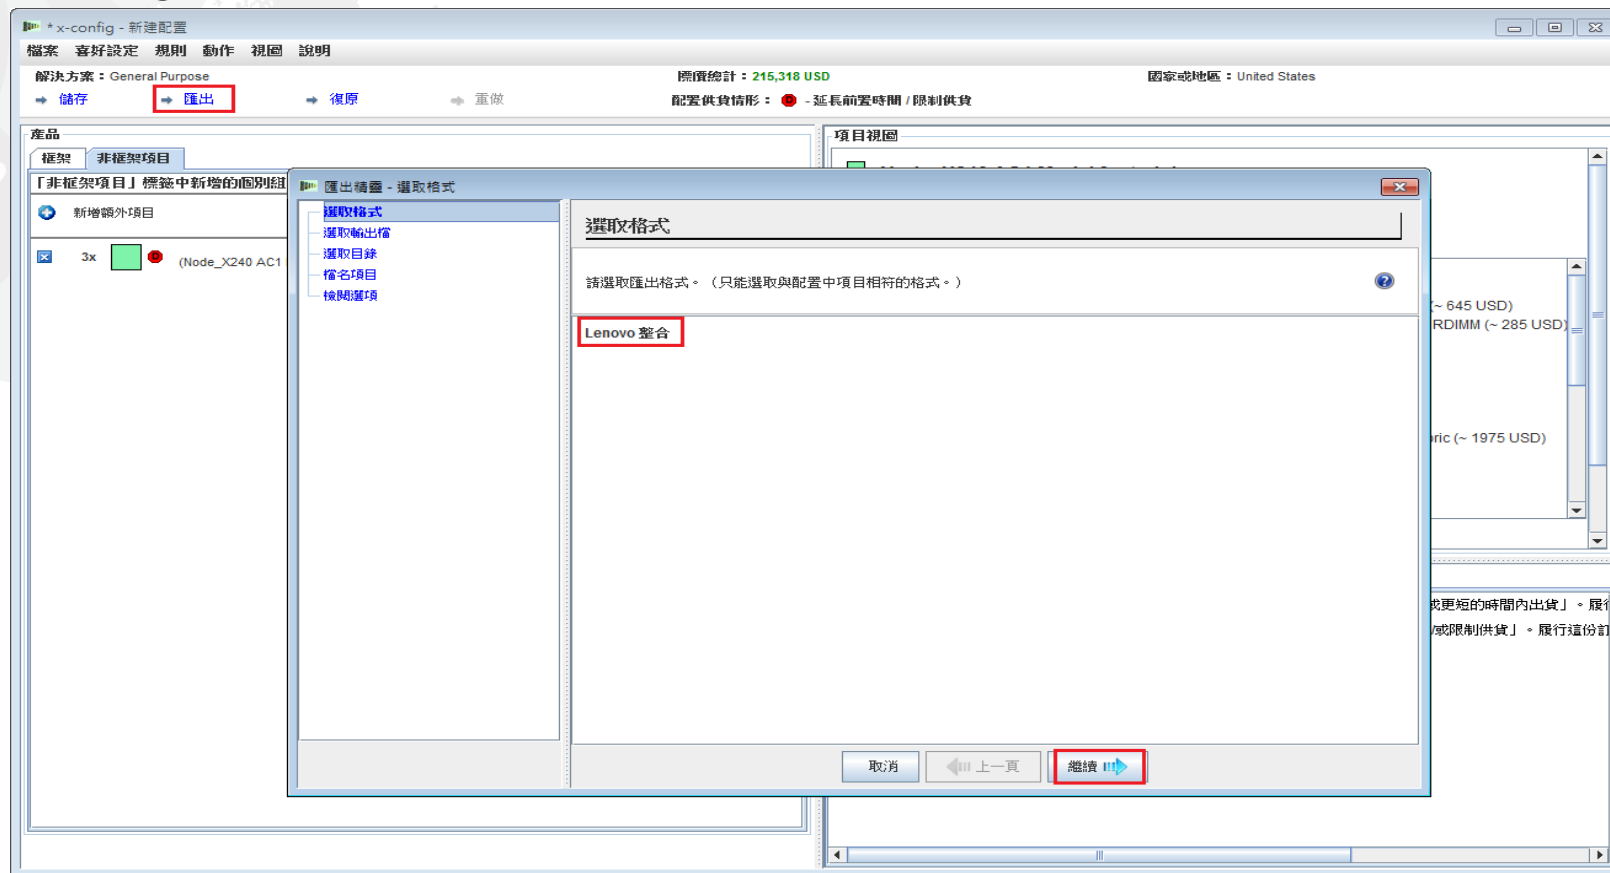 * x-config - 新建配置
檔案 喜好設定 規則 動作 視圖 說明
解決方案：General Purpose
標價總計：215,318 USD
國家或地區：United States
儲存 匯出 復原 重做
配置供貨情形： - 延長前置時間 / 限制供貨
產品
項目視圖
框架 非框架項目
「非框架項目」標籤中新增的個別組
匯出精靈 - 選取格式
新增額外項目
3x (Node_X240 AC1
選取格式
選取輸出檔
選取目錄
檔名項目
檢閱選項
選取格式
請選取匯出格式。（只能選取與配置中項目相符的格式。）
Lenovo 整合
(~ 645 USD)
RDIMM (~ 285 USD)
ric (~ 1975 USD)
或更短的時間內出貨」。履行
/或限制供貨」。履行這份訂
取消 上一頁 繼續